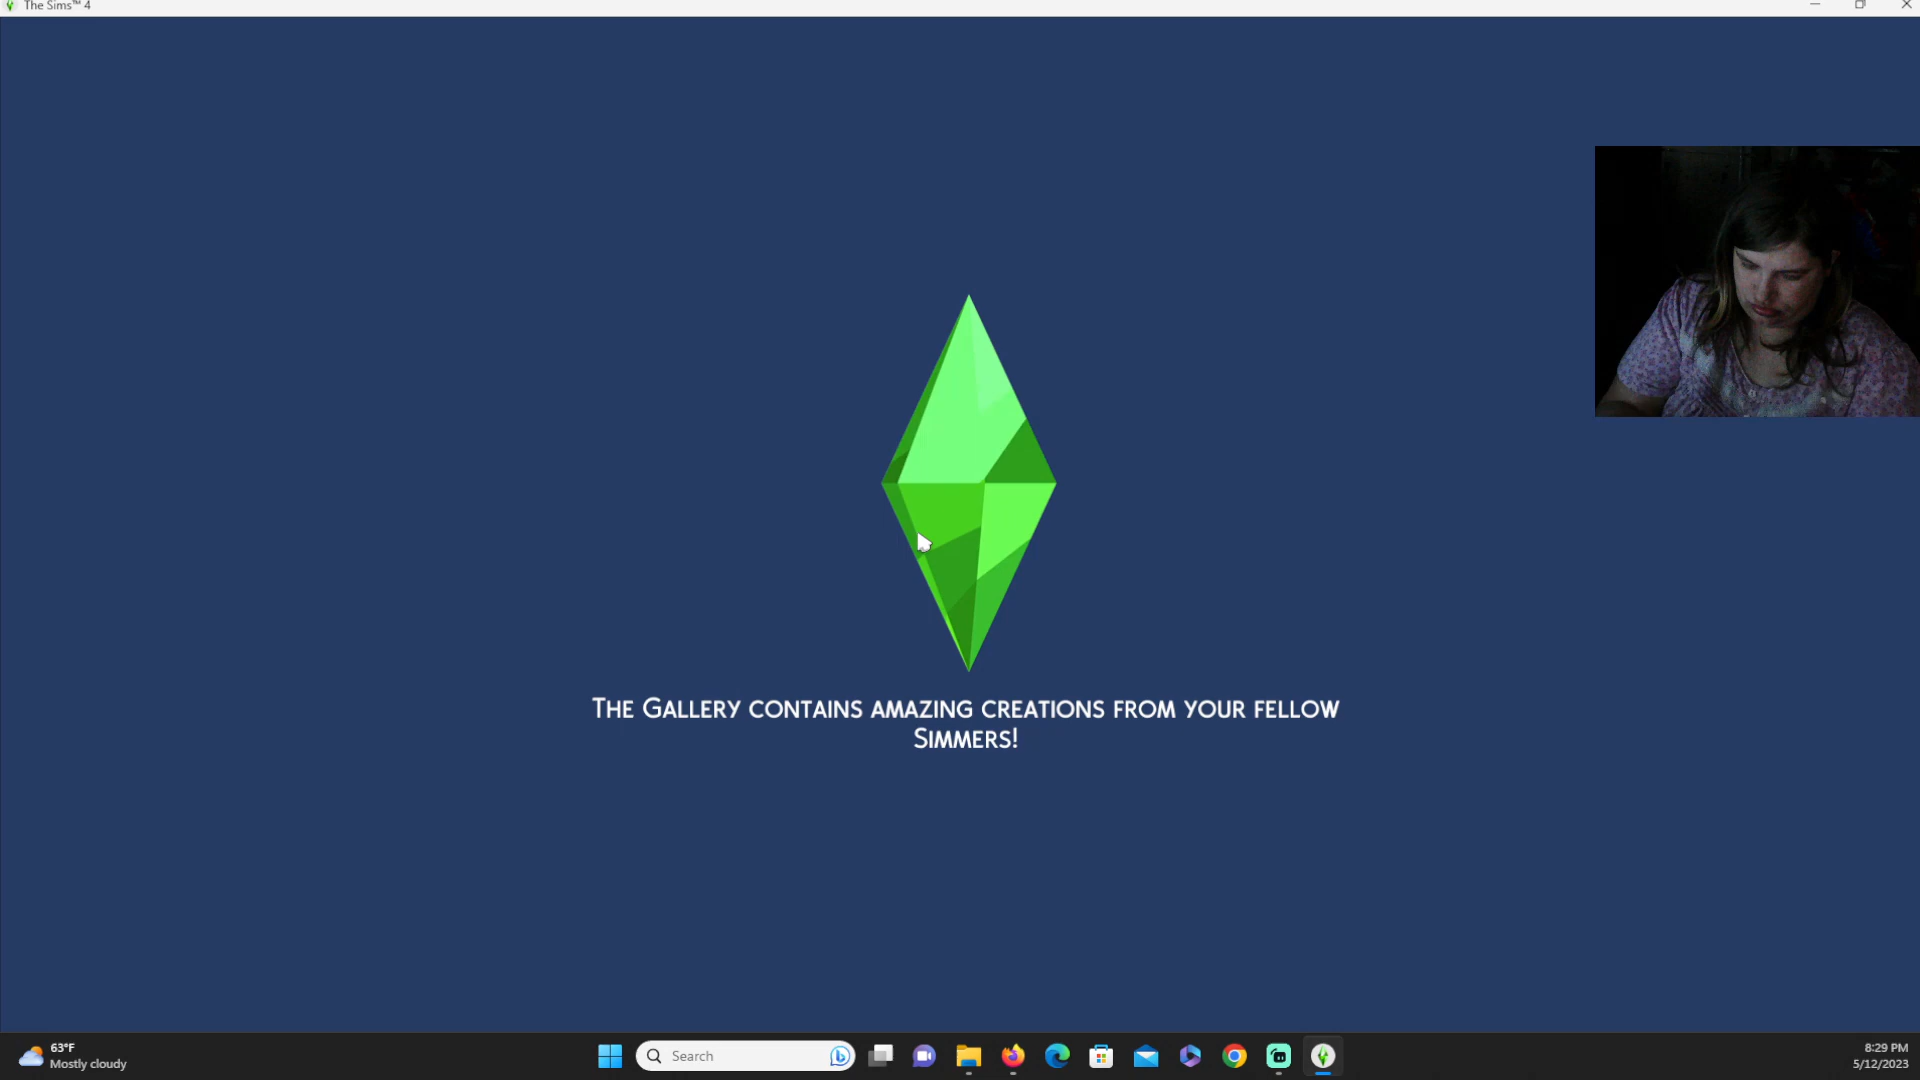 The Sims™ 4
The Gallery contains amazing creations from your fellow
Simmers!
63°F
Mostly cloudy
Search
8:29 PM
5/12/2023